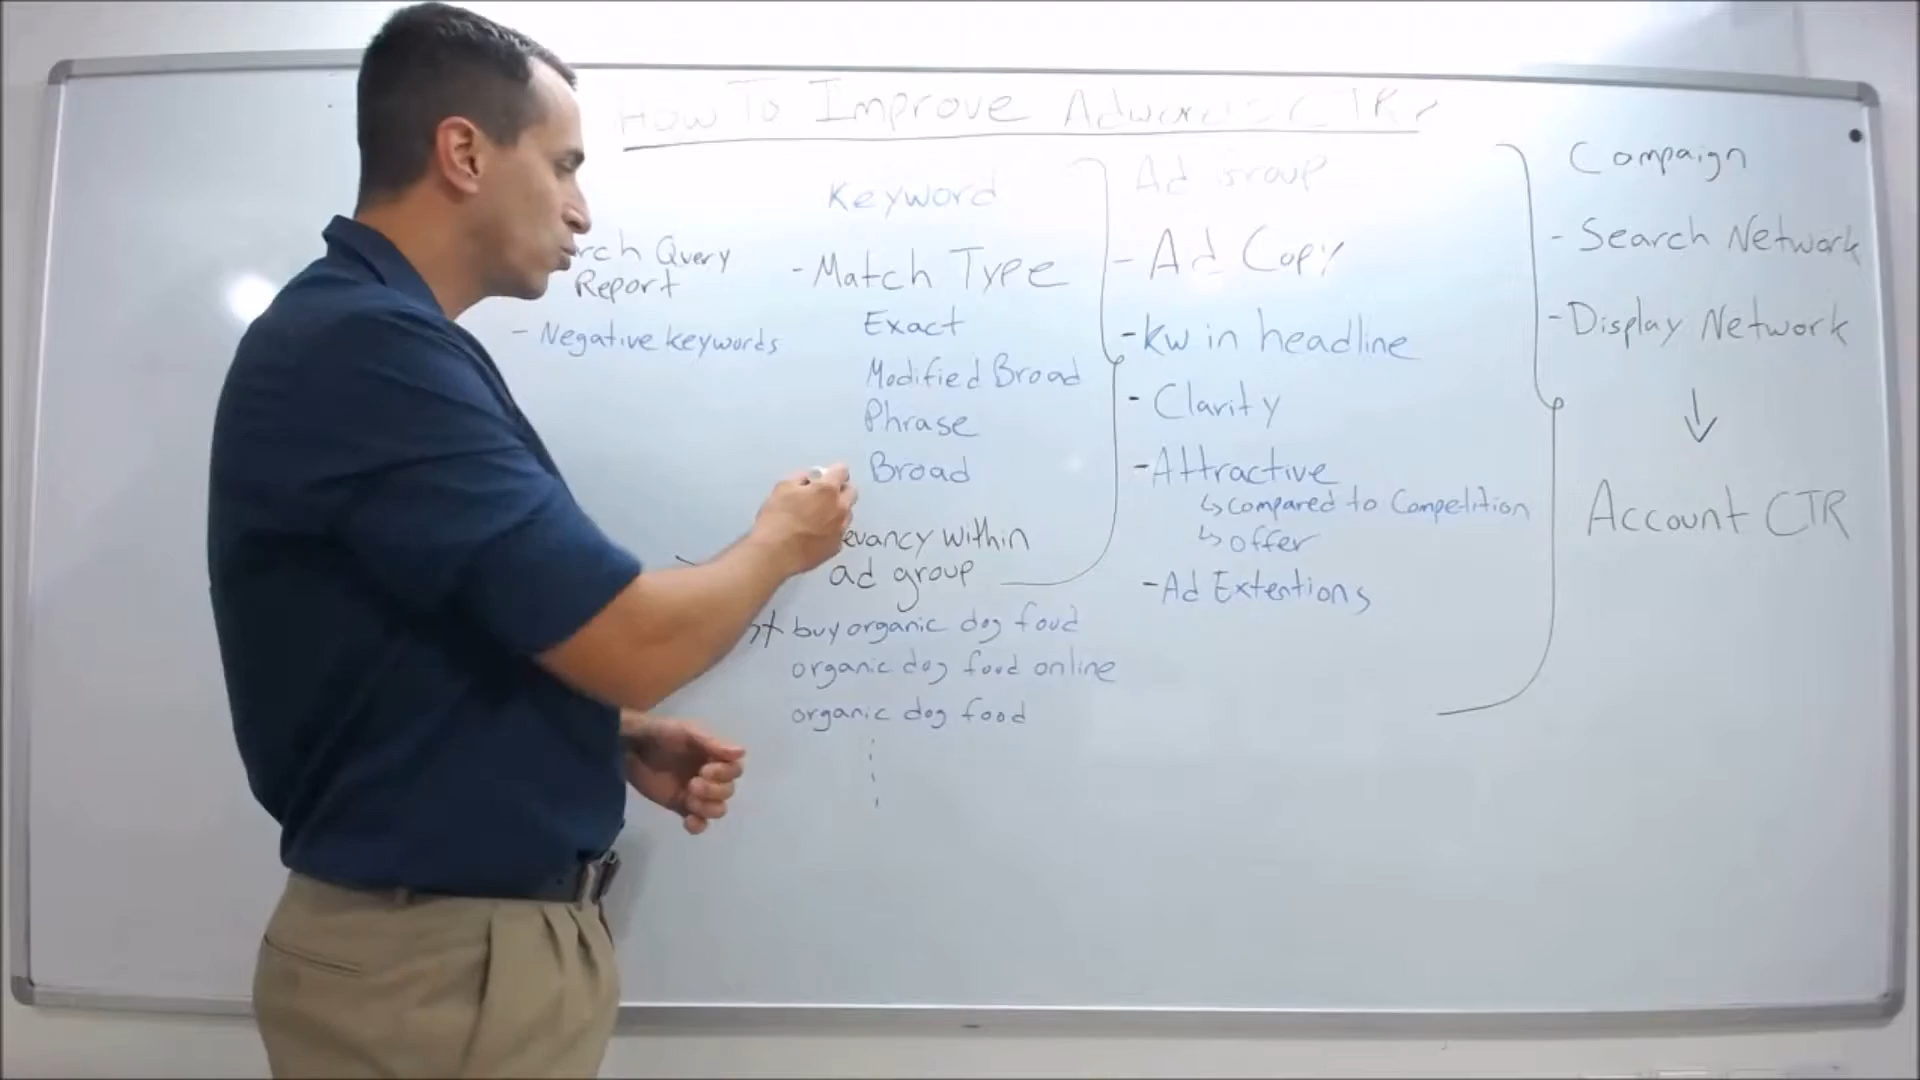 How To Improve Adwords CTR?
Query
Report
- Negative keywords
Keyword
- Match Type
Exact
Modified Broad
Phrase
Broad
within
ad group
buy organic dog food
organic dog food online
organic dog food
Ad Group
- Ad Copy
- Kw in headline
- Clarity
- Attractive
↳ compared to Competition
↳ offer
- Ad Extentions
Campaign
- Search Network
- Display Network
↓
Account CTR